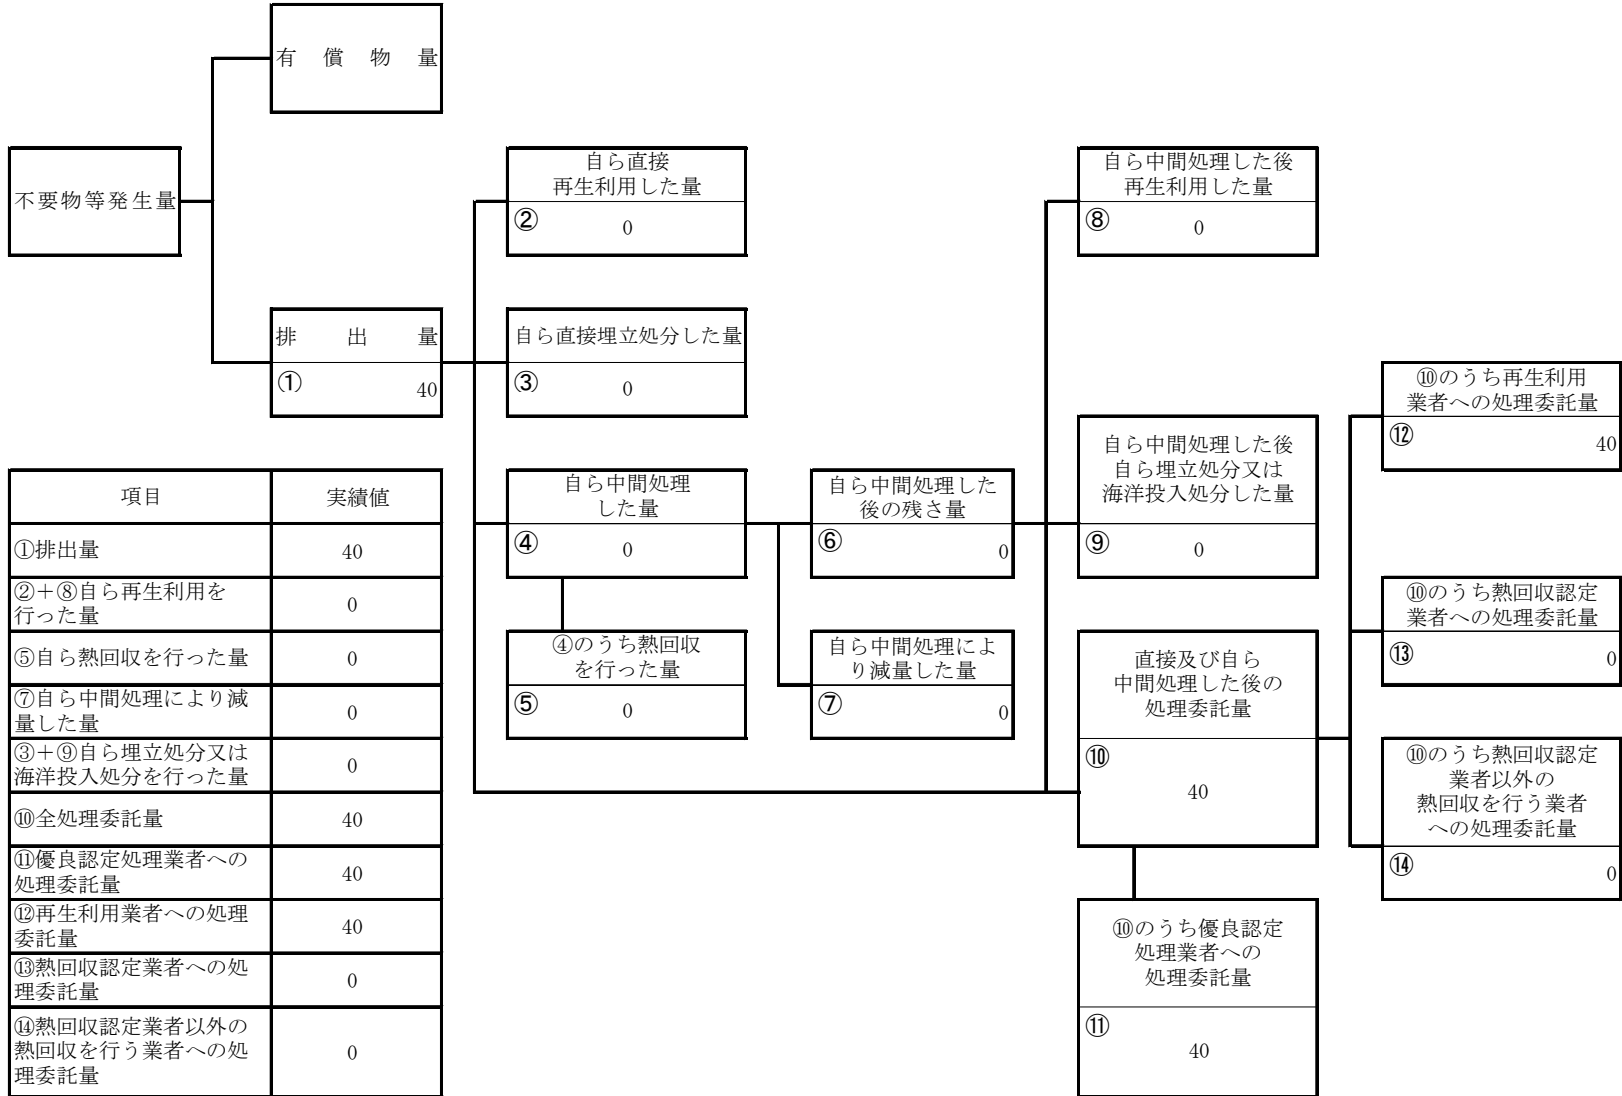 有償物量
不要物等発生量
排出量
① 40
自ら直接
再生利用した量
② 0
自ら直接埋立処分した量
③ 0
自ら中間処理
した量
④ 0
④のうち熱回収
を行った量
⑤ 0
自ら中間処理した
後の残さ量
⑥ 0
自ら中間処理によ
り減量した量
⑦ 0
自ら中間処理した後
再生利用した量
⑧ 0
自ら中間処理した後
自ら埋立処分又は
海洋投入処分した量
⑨ 0
直接及び自ら
中間処理した後の
処理委託量
⑩
40
⑩のうち優良認定
処理業者への
処理委託量
⑪
40
⑩のうち再生利用
業者への処理委託量
⑫ 40
⑩のうち熱回収認定
業者への処理委託量
⑬ 0
⑩のうち熱回収認定
業者以外の
熱回収を行う業者
への処理委託量
⑭ 0
項目 実績値
①排出量 40
②+⑧自ら再生利用を
行った量 0
⑤自ら熱回収を行った量 0
⑦自ら中間処理により減
量した量 0
③+⑨自ら埋立処分又は
海洋投入処分を行った量 0
⑩全処理委託量 40
⑪優良認定処理業者への
処理委託量 40
⑫再生利用業者への処理
委託量 40
⑬熱回収認定業者への処
理委託量 0
⑭熱回収認定業者以外の
熱回収を行う業者への処 0
理委託量